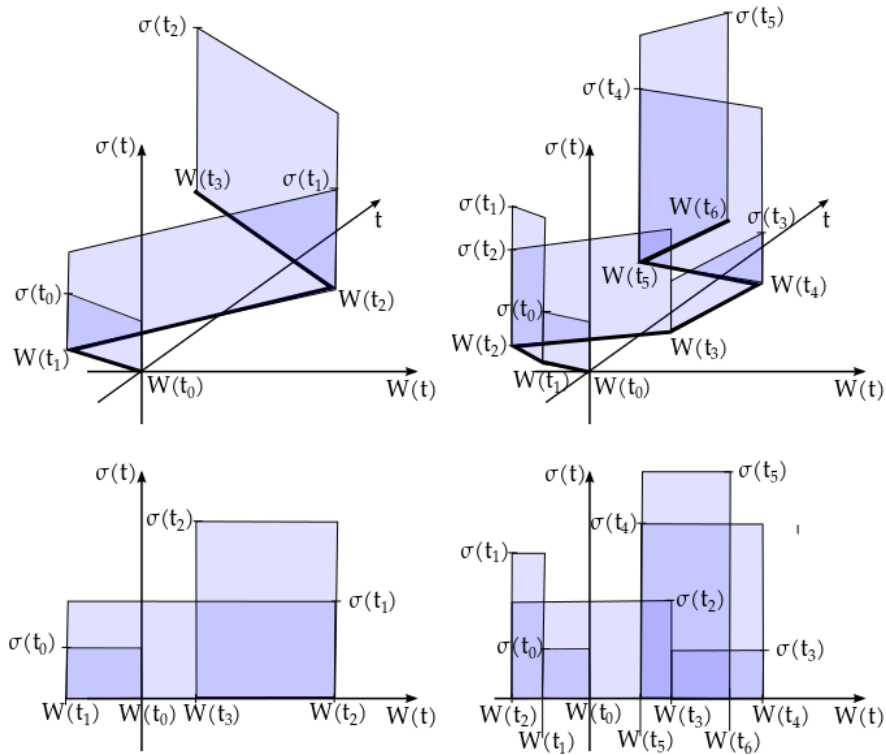 σ(t₂)
σ(t)
W(t₃)
σ(t₁)
t
σ(t₀)
W(t₂)
W(t₁)
W(t₀)
W(t)
σ(t₅)
σ(t₄)
σ(t)
σ(t₁)
W(t₆)
σ(t₃)
t
σ(t₂)
W(t₅)
W(t₄)
σ(t₀)
W(t₂)
W(t₃)
W(t₁)
W(t₀)
W(t)
σ(t)
σ(t₂)
σ(t₁)
σ(t₀)
W(t₁)
W(t₀)
W(t₃)
W(t₂)
W(t)
σ(t)
σ(t₅)
σ(t₄)
σ(t₁)
σ(t₂)
σ(t₀)
σ(t₃)
W(t₂)
W(t₀)
W(t₃)
W(t₄)
W(t)
W(t₁)
W(t₅)
W(t₆)